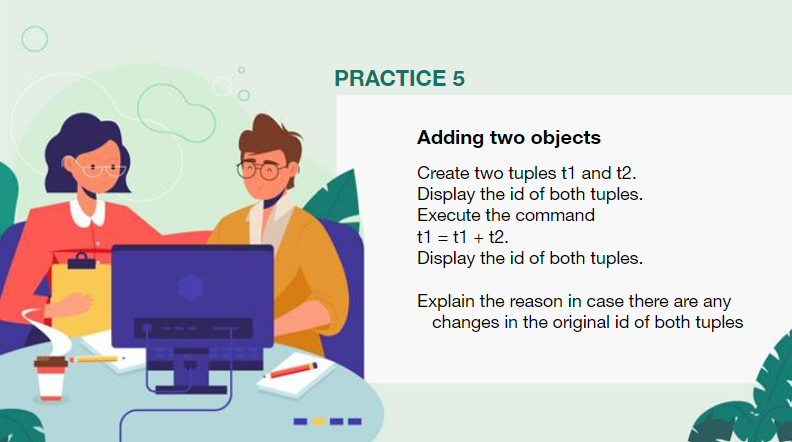 PRACTICE 5
Adding two objects
Create two tuples t1 and t2.
Display the id of both tuples.
Execute the command
t1 = t1 + t2.
Display the id of both tuples.
Explain the reason in case there are any
changes in the original id of both tuples